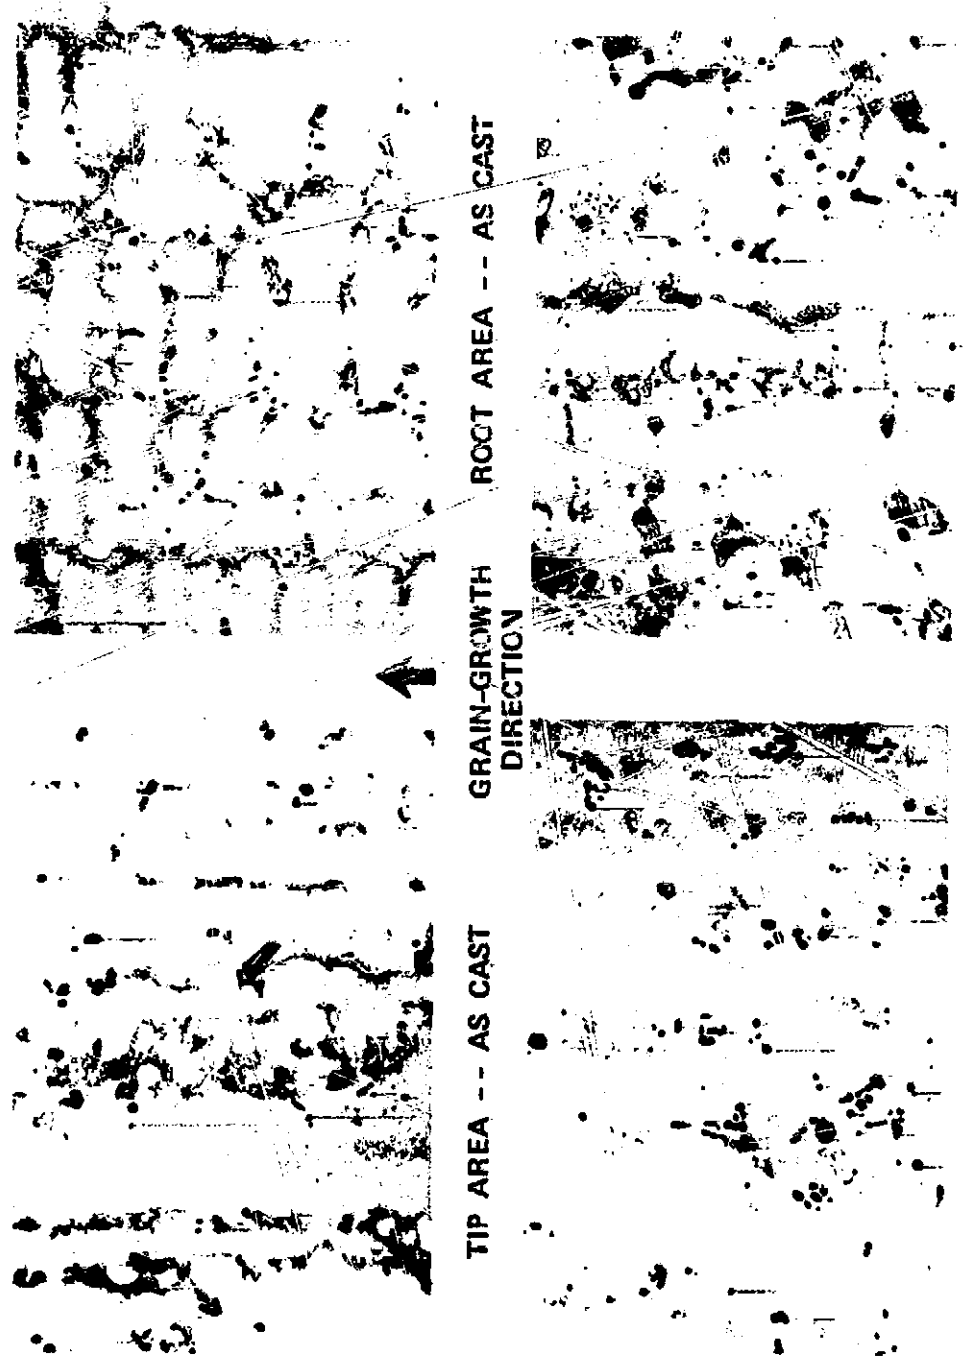 TIP AREA -- AS CAST
GRAIN-GROWTH
DIRECTION
ROOT AREA -- AS CAST